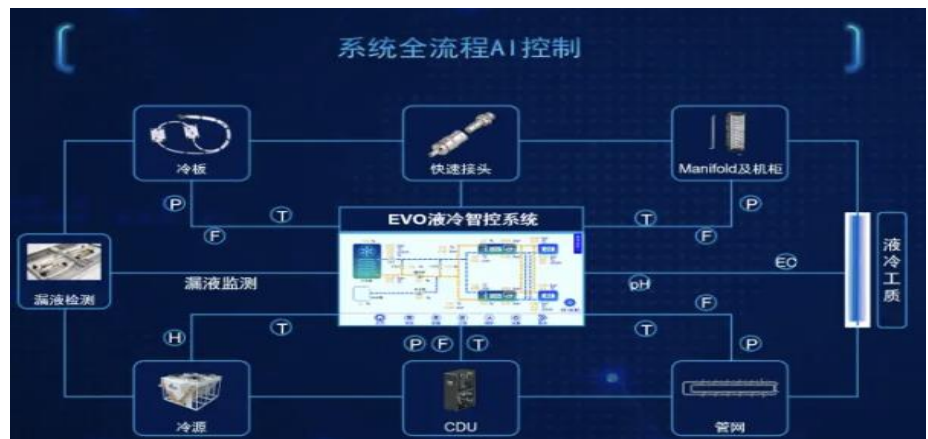 系统全流程AI控制
冷板
快速接头
Manifold及机柜
P
T
F
EVO液冷智控系统
T
P
F
漏液检测
漏液监测
pH
EC
液冷工质
H
T
P F T
F
T
P
冷源
CDU
管网